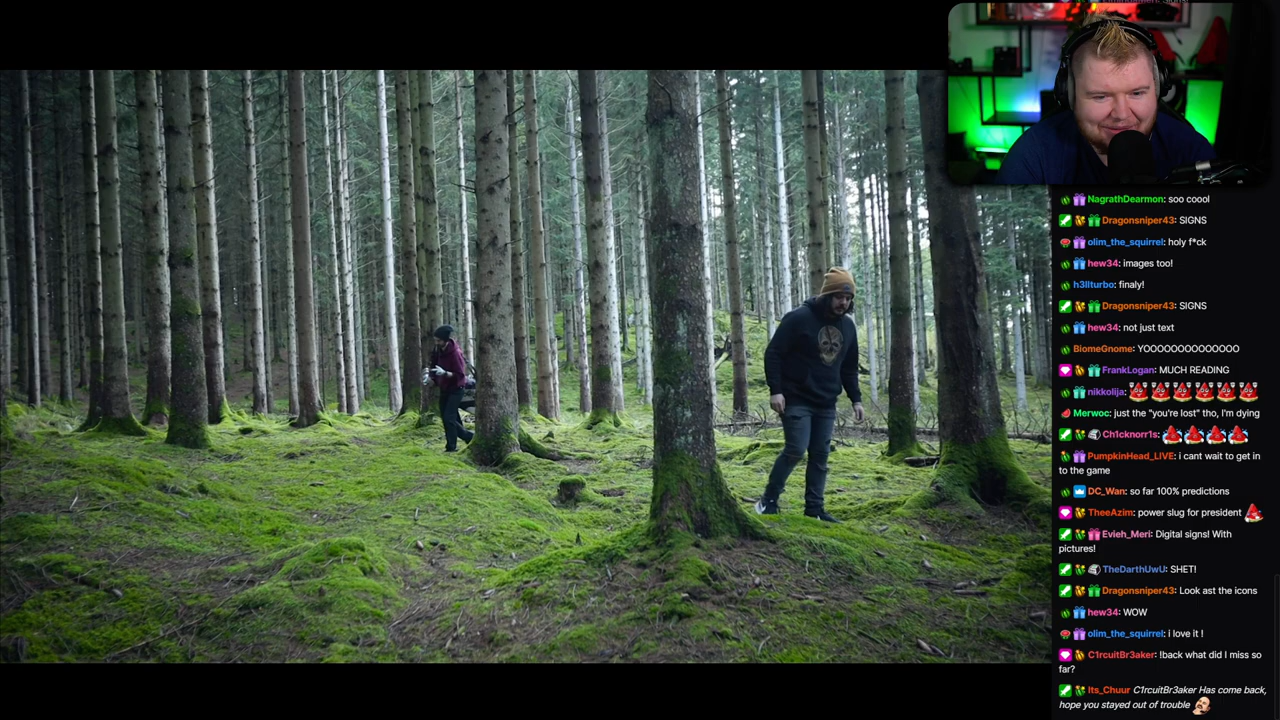 NagrathDearmon: soo coool
Dragonsniper43: SIGNS
olim_the_squirrel: holy f*ck
hew34: images too!
h3llturbo: finaly!
Dragonsniper43: SIGNS
hew34: not just text
BiomeGnome: YOOOOOOOOOOOOOO
FrankLogan: MUCH READING
nikkolija:
Merwoc: just the "you're lost" tho, I'm dying
Ch1cknorr1s:
PumpkinHead_LIVE: i cant wait to get in
to the game
DC_Wan: so far 100% predictions
TheeAzim: power slug for president
Evieh_Meri: Digital signs! With
pictures!
TheDarthUwU: SHET!
Dragonsniper43: Look ast the icons
hew34: WOW
olim_the_squirrel: i love it !
C1rcuitBr3aker: !back what did I miss so
far?
Its_Chuur C1rcuitBr3aker Has come back,
hope you stayed out of trouble